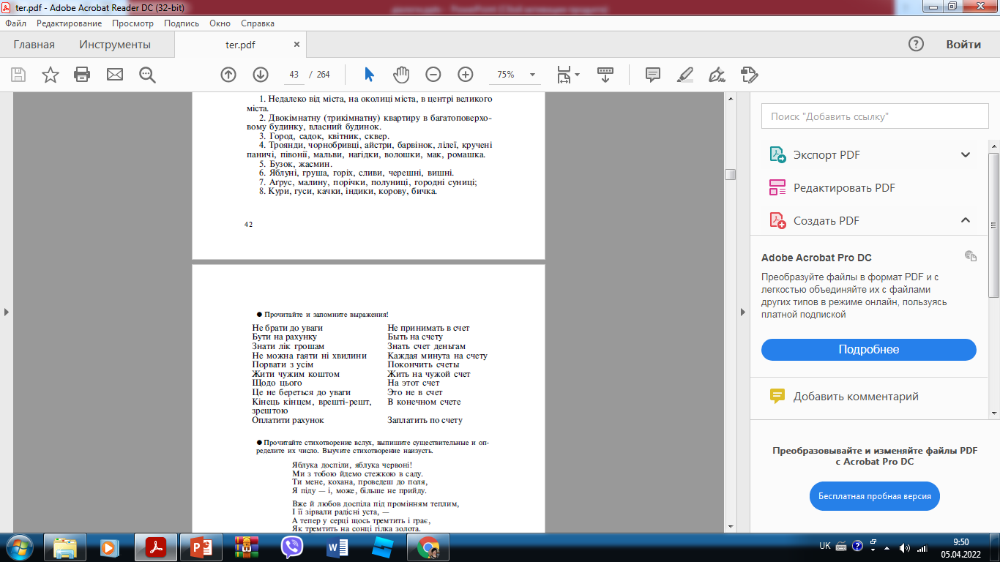 ter.pdf - Adobe Acrobat Reader DC (32-bit)
Файл Редактирование Просмотр Подпись Окно Справка
Главная Инструменты ter.pdf × ? Войти
43 / 264 75%
1. Недалеко від міста, на околиці міста, в центрі великого
міста.
2. Двокімнатну (трикімнатну) квартиру в багатоповерхо-
вому будинку, власний будинок.
3. Город, садок, квітник, сквер.
4. Троянди, чорнобривці, айстри, барвінок, лілеї, кручені
паничі, півонії, мальви, нагідки, волошки, мак, ромашка.
5. Бузок, жасмин.
6. Яблуні, груша, горіх, сливи, черешні, вишні.
7. Аґрус, малину, порічки, полуниці, городні суниці;
8. Кури, гуси, качки, індики, корову, бичка.
42
● Прочитайте и запомните выражения!
Не брати до уваги Не принимать в счет
Бути на рахунку Быть на счету
Знати лік грошам Знать счет деньгам
Не можна гаяти ні хвилини Каждая минута на счету
Порвати з усім Покончить счеты
Жити чужим коштом Жить на чужой счет
Щодо цього На этот счет
Це не береться до уваги Это не в счет
Кінець кінцем, врешті-решт, В конечном счете
зрештою
Оплатити рахунок Заплатить по счету
● Прочитайте стихотворение вслух, выпишите существительные и оп-
ределите их число. Выучите стихотворение наизусть.
Яблука доспіли, яблука червоні!
Ми з тобою йдемо стежкою в саду.
Ти мене, кохана, проведеш до поля,
Я піду — і, може, більше не прийду.
Вже й любов доспіла під промінням теплим,
І її зірвали радісні уста, —
А тепер у серці щось тремтить і грає,
Як тремтить на сонці гілка золота.
Поиск "Добавить ссылку"
Экспорт PDF
Редактировать PDF
Создать PDF
Adobe Acrobat Pro DC
Преобразуйте файлы в формат PDF и с
легкостью объединяйте их с файлами
других типов в режиме онлайн, пользуясь
платной подпиской
Подробнее
Добавить комментарий
Преобразовывайте и изменяйте файлы PDF
с Acrobat Pro DC
Бесплатная пробная версия
UK 9:50
05.04.2022